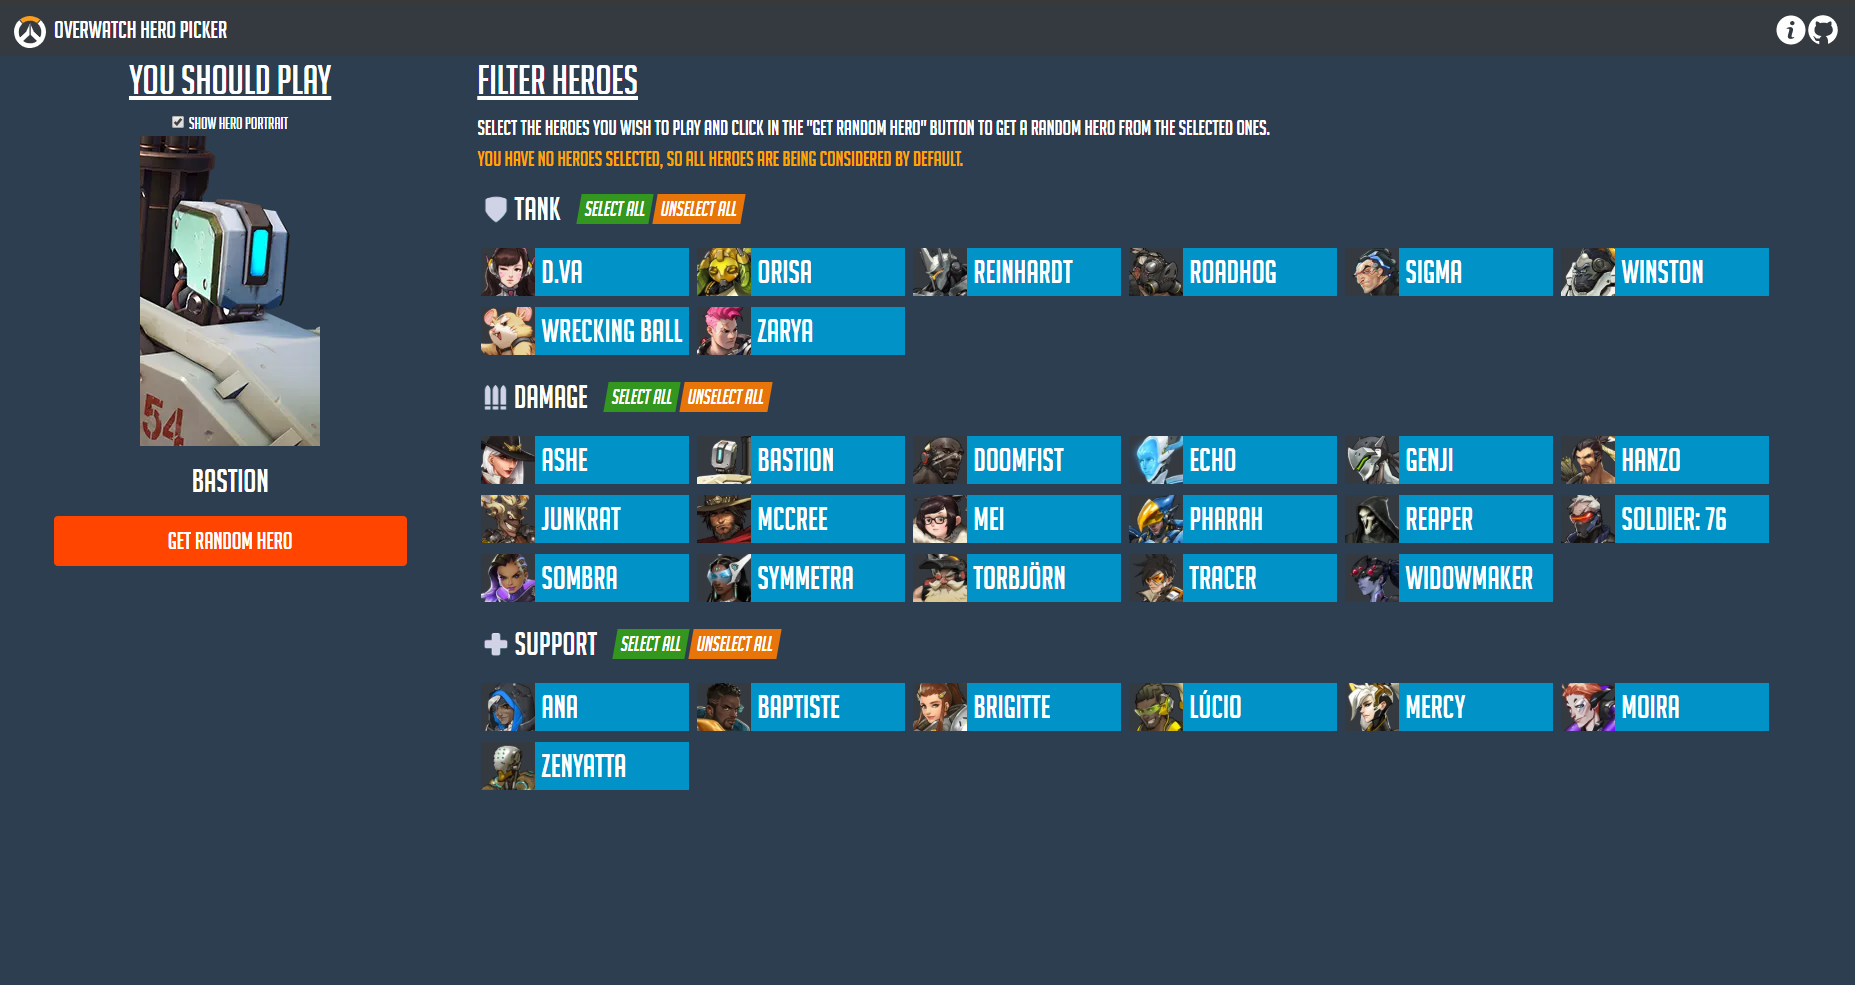 OVERWATCH HERO PICKER
YOU SHOULD PLAY
SHOW HERO PORTRAIT
54
BASTION
GET RANDOM HERO
FILTER HEROES
SELECT THE HEROES YOU WISH TO PLAY AND CLICK IN THE "GET RANDOM HERO" BUTTON TO GET A RANDOM HERO FROM THE SELECTED ONES.
YOU HAVE NO HEROES SELECTED, SO ALL HEROES ARE BEING CONSIDERED BY DEFAULT.
TANK SELECT ALL UNSELECT ALL
D.VA ORISA REINHARDT ROADHOG SIGMA WINSTON
WRECKING BALL ZARYA
DAMAGE SELECT ALL UNSELECT ALL
ASHE BASTION DOOMFIST ECHO GENJI HANZO
JUNKRAT MCCREE MEI PHARAH REAPER SOLDIER: 76
SOMBRA SYMMETRA TORBJÖRN TRACER WIDOWMAKER
SUPPORT SELECT ALL UNSELECT ALL
ANA BAPTISTE BRIGITTE LÚCIO MERCY MOIRA
ZENYATTA